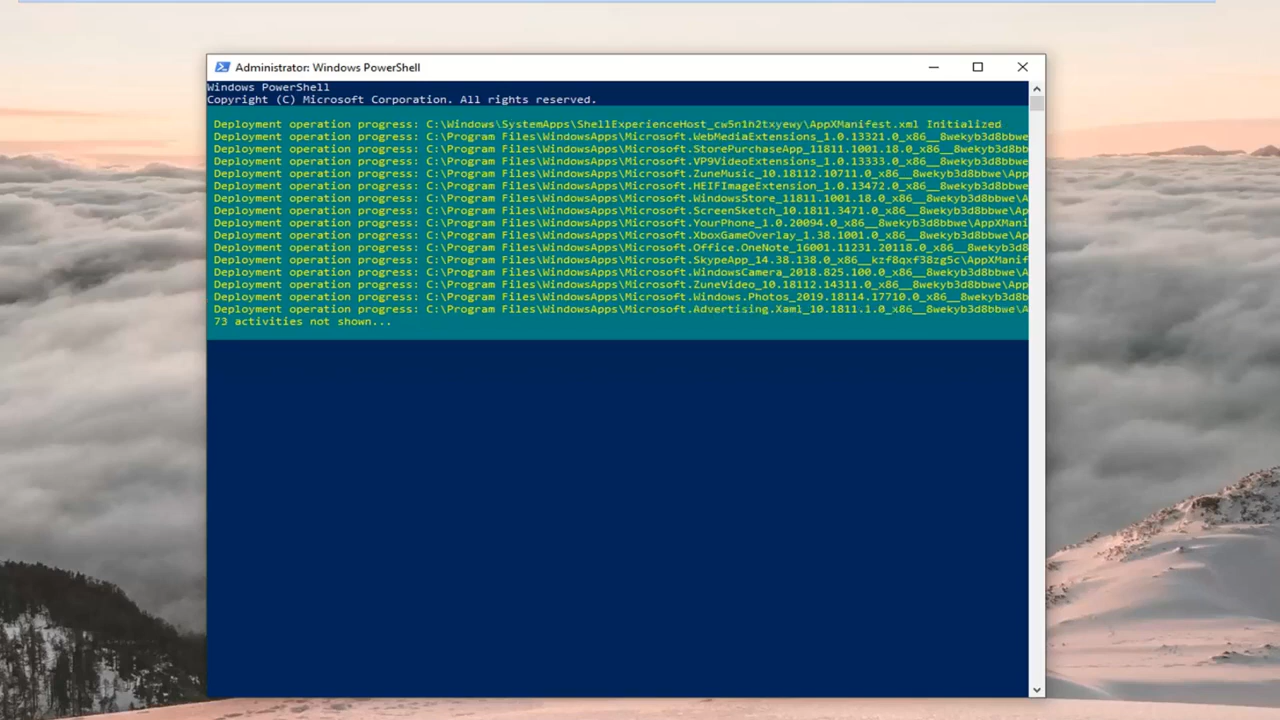 Administrator: Windows PowerShell
Windows PowerShell
Copyright (C) Microsoft Corporation. All rights reserved.
Deployment operation progress: C:\Windows\SystemApps\ShellExperienceHost_cw5n1h2txyewy\AppXManifest.xml Initialized
Deployment operation progress: C:\Program Files\WindowsApps\Microsoft.WebMediaExtensions_1.0.13321.0_x86__8wekyb3d8bbwe
Deployment operation progress: C:\Program Files\WindowsApps\Microsoft.StorePurchaseApp_11811.1001.18.0_x86__8wekyb3d8bb
Deployment operation progress: C:\Program Files\WindowsApps\Microsoft.VP9VideoExtensions_1.0.13333.0_x86__8wekyb3d8bbwe
Deployment operation progress: C:\Program Files\WindowsApps\Microsoft.ZuneMusic_10.18112.10711.0_x86__8wekyb3d8bbwe\App
Deployment operation progress: C:\Program Files\WindowsApps\Microsoft.HEIFImageExtension_1.0.13472.0_x86__8wekyb3d8bbwe
Deployment operation progress: C:\Program Files\WindowsApps\Microsoft.WindowsStore_11811.1001.18.0_x86__8wekyb3d8bbwe\A
Deployment operation progress: C:\Program Files\WindowsApps\Microsoft.ScreenSketch_10.1811.3471.0_x86__8wekyb3d8bbwe\Ap
Deployment operation progress: C:\Program Files\WindowsApps\Microsoft.YourPhone_1.0.20094.0_x86__8wekyb3d8bbwe\AppXMani
Deployment operation progress: C:\Program Files\WindowsApps\Microsoft.XboxGameOverlay_1.38.1001.0_x86__8wekyb3d8bbwe\Ap
Deployment operation progress: C:\Program Files\WindowsApps\Microsoft.Office.OneNote_16001.11231.20118.0_x86__8wekyb3d8
Deployment operation progress: C:\Program Files\WindowsApps\Microsoft.SkypeApp_14.38.138.0_x86__kzf8qxf38zg5c\AppXManif
Deployment operation progress: C:\Program Files\WindowsApps\Microsoft.WindowsCamera_2018.825.100.0_x86__8wekyb3d8bbwe\A
Deployment operation progress: C:\Program Files\WindowsApps\Microsoft.ZuneVideo_10.18112.14311.0_x86__8wekyb3d8bbwe\App
Deployment operation progress: C:\Program Files\WindowsApps\Microsoft.Windows.Photos_2019.18114.17710.0_x86__8wekyb3d8b
Deployment operation progress: C:\Program Files\WindowsApps\Microsoft.Advertising.Xaml_10.1811.1.0_x86__8wekyb3d8bbwe\A
73 activities not shown...